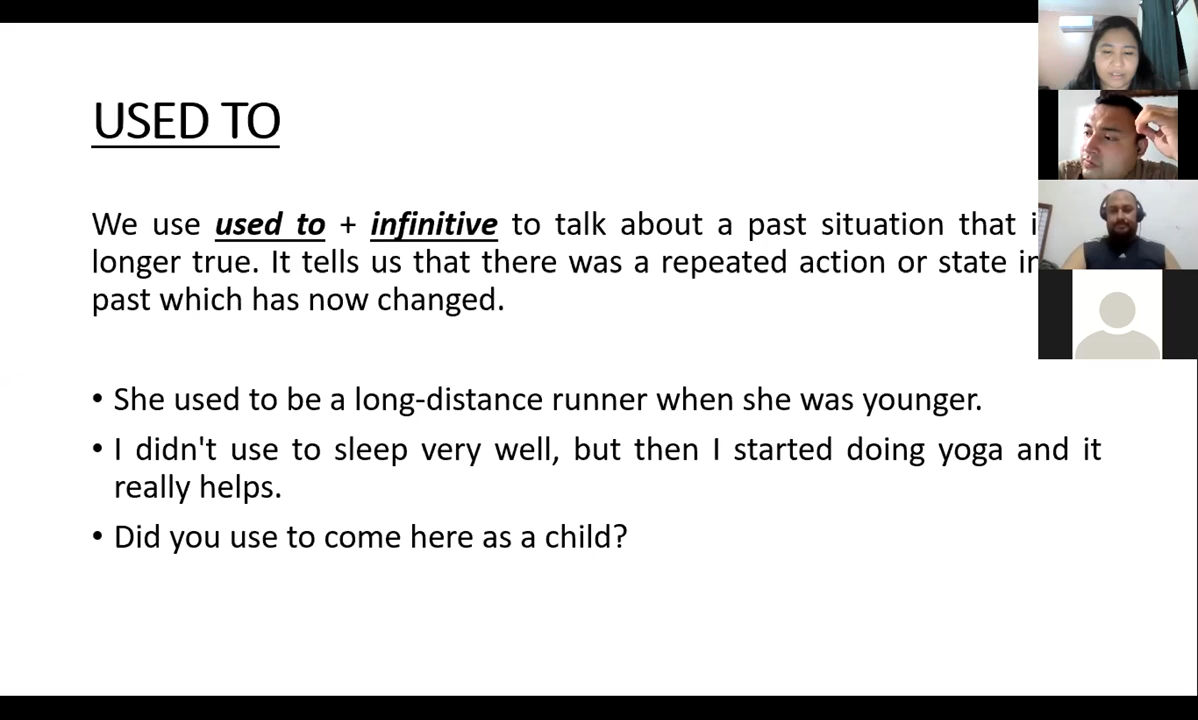 USED TO
We use used to + infinitive to talk about a past situation that
longer true. It tells us that there was a repeated action or state in
past which has now changed.
• She used to be a long-distance runner when she was younger.
• I didn't use to sleep very well, but then I started doing yoga and it
really helps.
• Did you use to come here as a child?